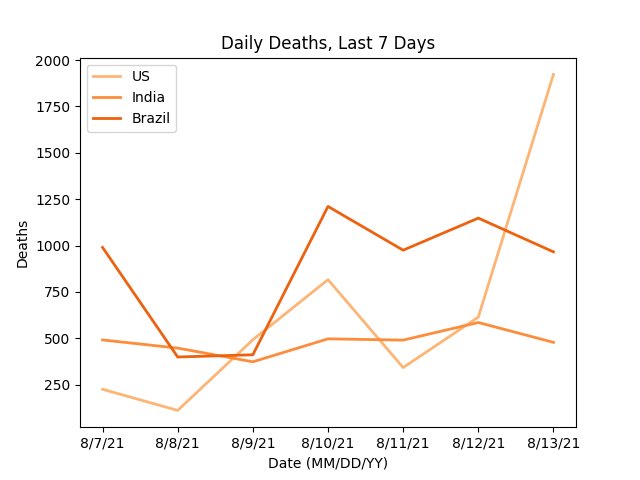 Daily Deaths, Last 7 Days
2000
1750
1500
1250
1000
750
500
250
Deaths
US
India
Brazil
8/7/21
8/8/21
8/9/21
8/10/21
8/11/21
8/12/21
8/13/21
Date (MM/DD/YY)